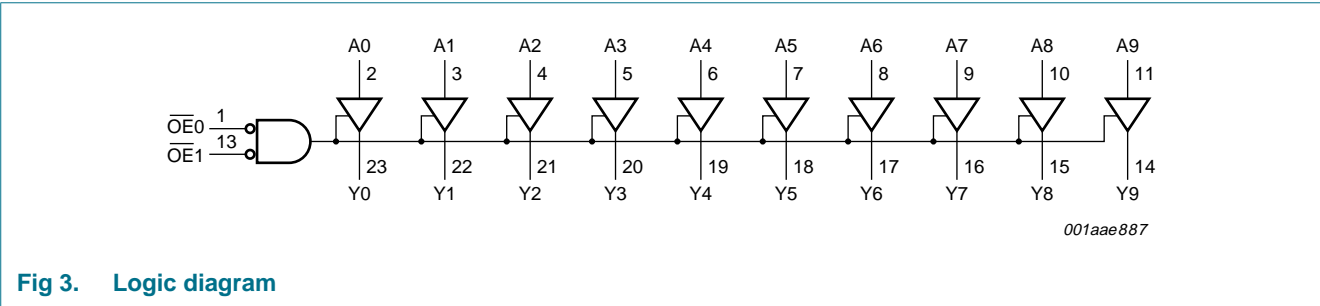 A0 A1 A2 A3 A4 A5 A6 A7 A8 A9
2 3 4 5 6 7 8 9 10 11
OE0 1
OE1 13
23 22 21 20 19 18 17 16 15 14
Y0 Y1 Y2 Y3 Y4 Y5 Y6 Y7 Y8 Y9
001aae887
Fig 3. Logic diagram